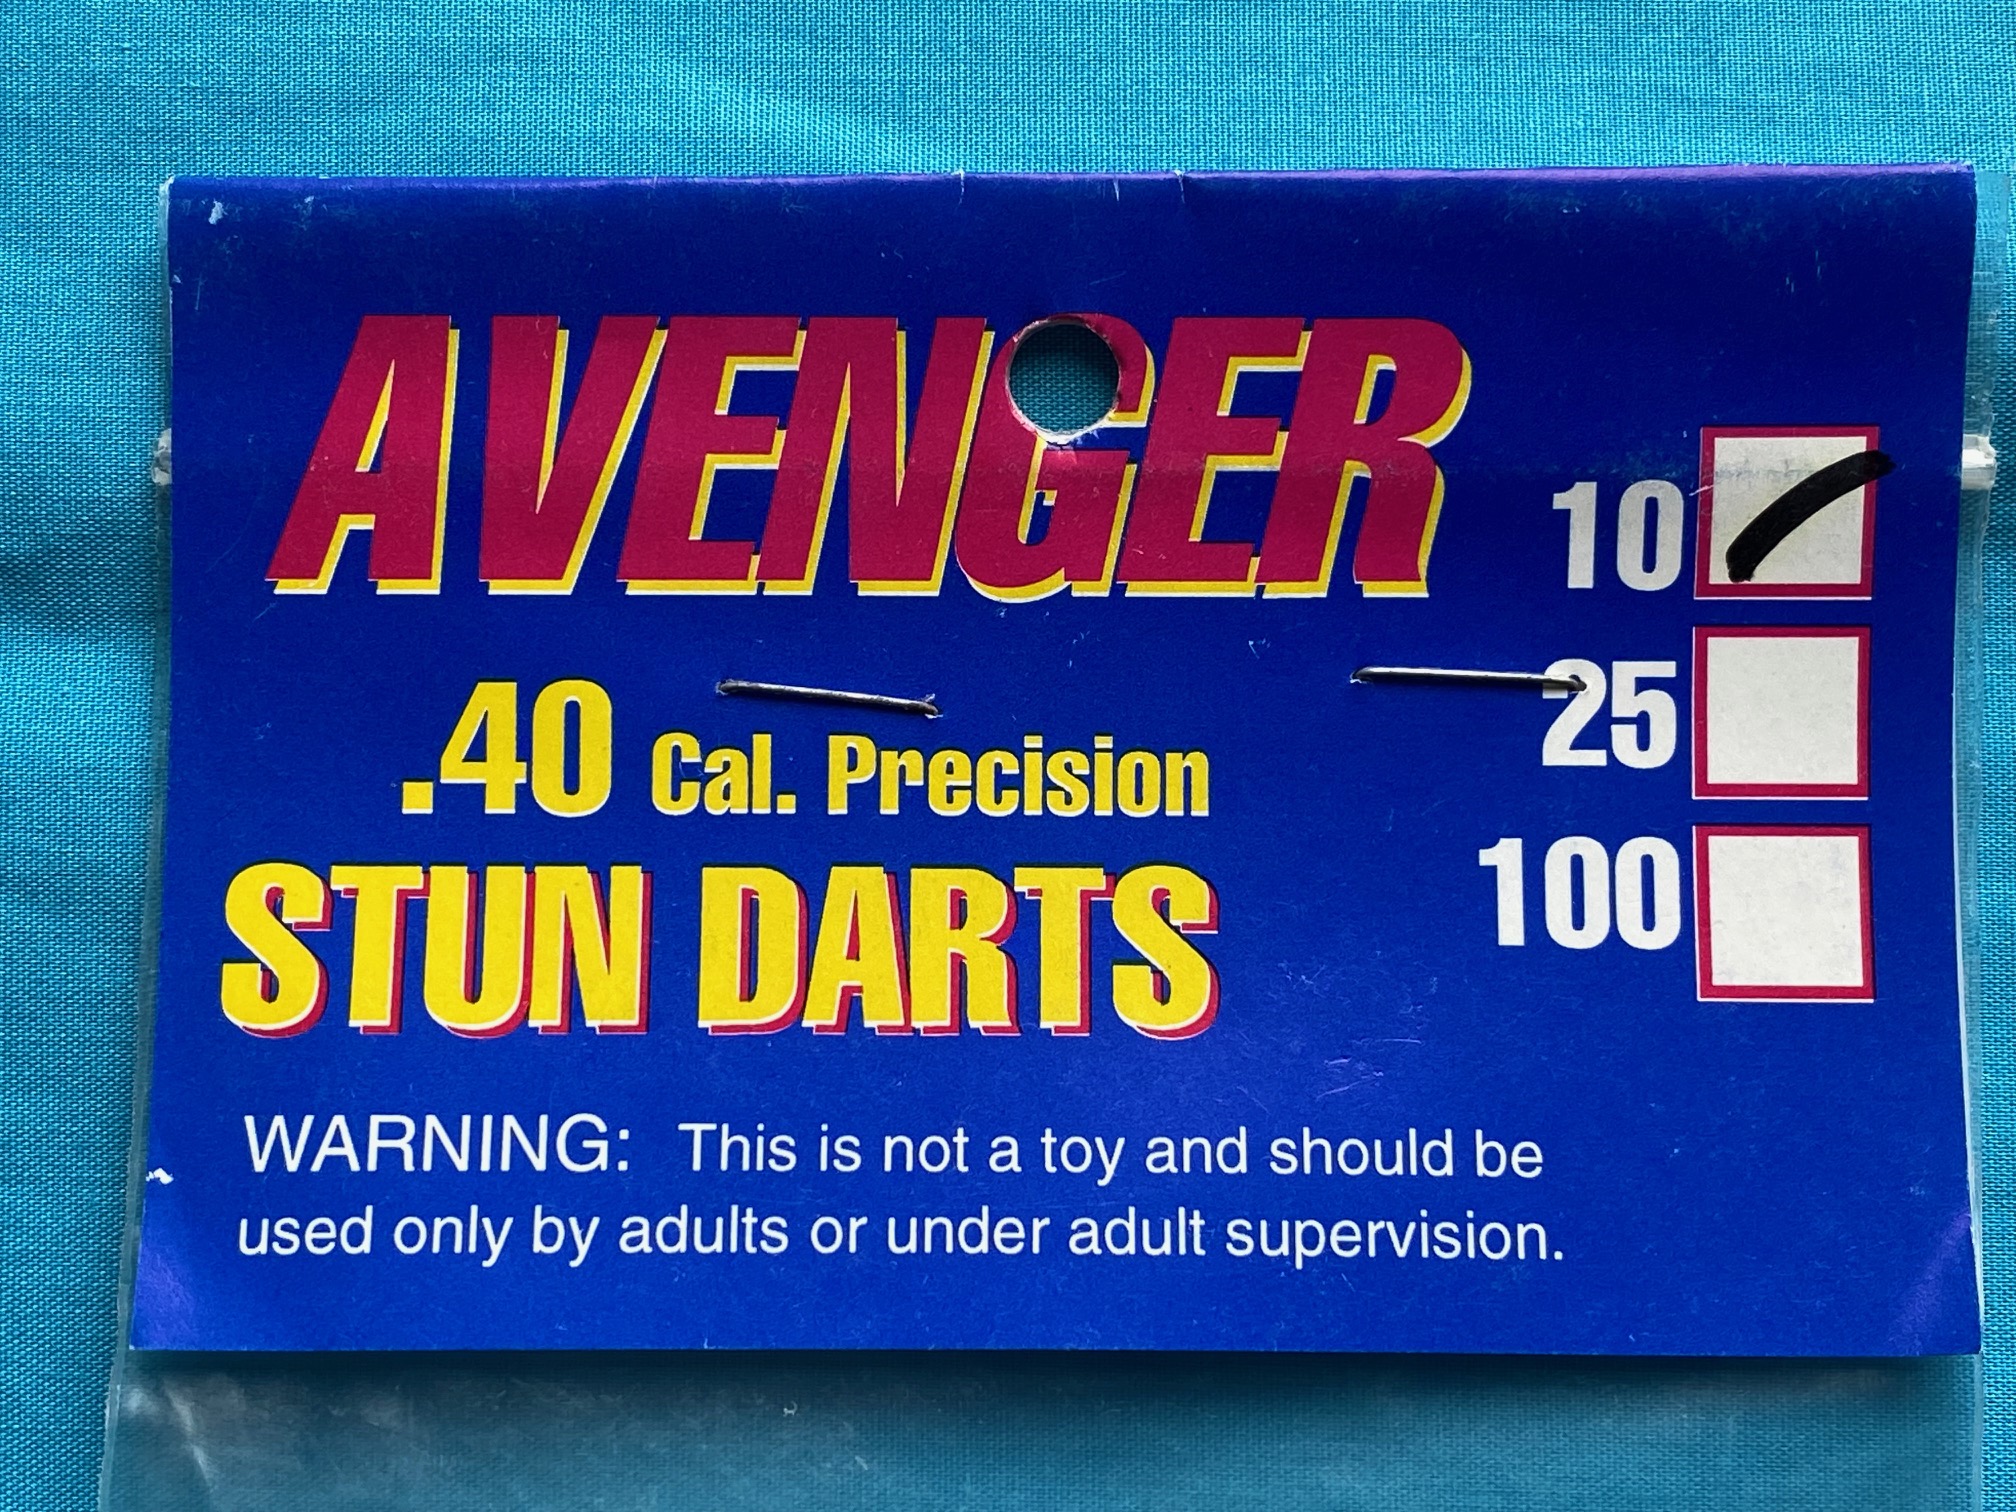 AVENGER
10
.40 Cal. Precision
25
STUN DARTS
100
WARNING: This is not a toy and should be
used only by adults or under adult supervision.